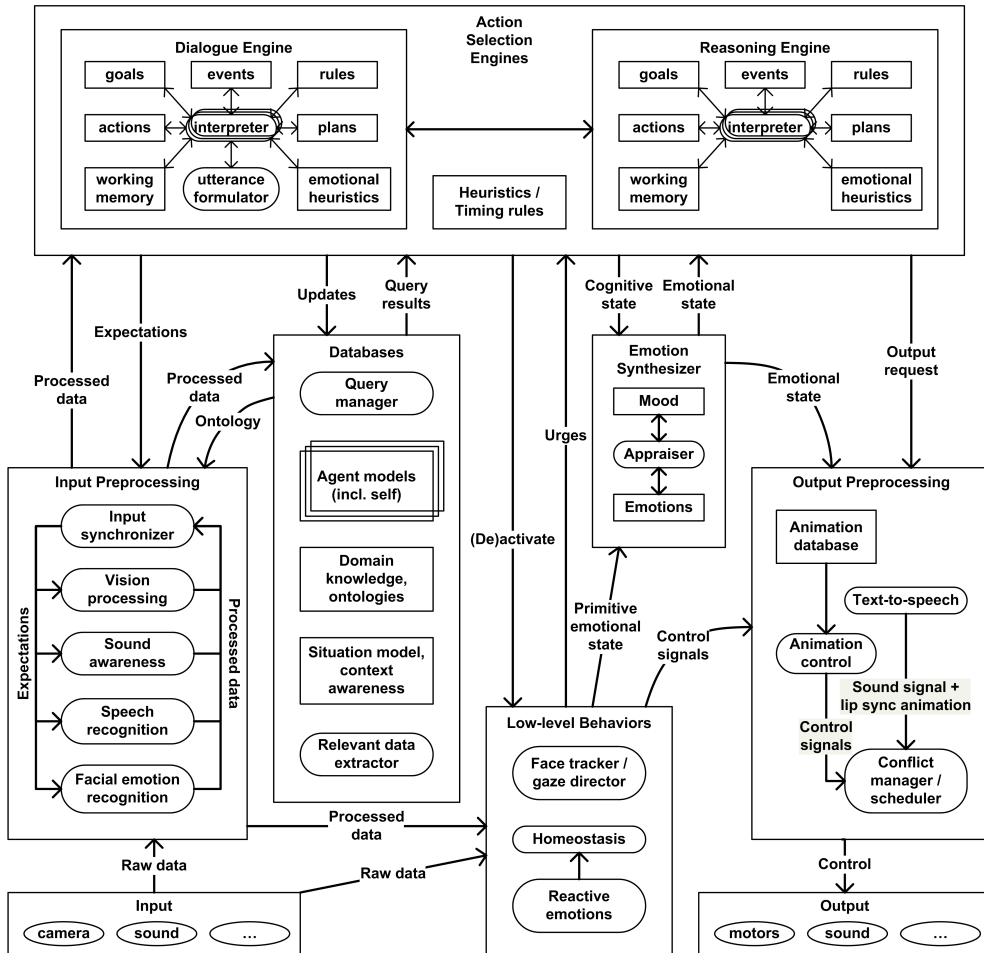 Action
Selection
Engines
Dialogue Engine
goals
events
rules
actions
interpreter
plans
working
memory
utterance
formulator
emotional
heuristics
Heuristics /
Timing rules
Reasoning Engine
goals
events
rules
actions
interpreter
plans
working
memory
emotional
heuristics
Processed
data
Expectations
Updates
Query
results
Processed
data
Ontology
(De)activate
Urges
Cognitive
state
Emotional
state
Emotional
state
Output
request
Databases
Query
manager
Agent models
(incl. self)
Domain
knowledge,
ontologies
Situation model,
context
awareness
Relevant data
extractor
Emotion
Synthesizer
Mood
Appraiser
Emotions
Input Preprocessing
Input
synchronizer
Vision
processing
Sound
awareness
Speech
recognition
Facial emotion
recognition
Expectations
Processed data
Primitive
emotional
state
Control
signals
Output Preprocessing
Animation
database
Text-to-speech
Animation
control
Sound signal +
lip sync animation
Control
signals
Conflict
manager /
scheduler
Low-level Behaviors
Face tracker /
gaze director
Homeostasis
Reactive
emotions
Processed
data
Raw data
Raw data
Control
Input
camera
sound
...
Output
motors
sound
...